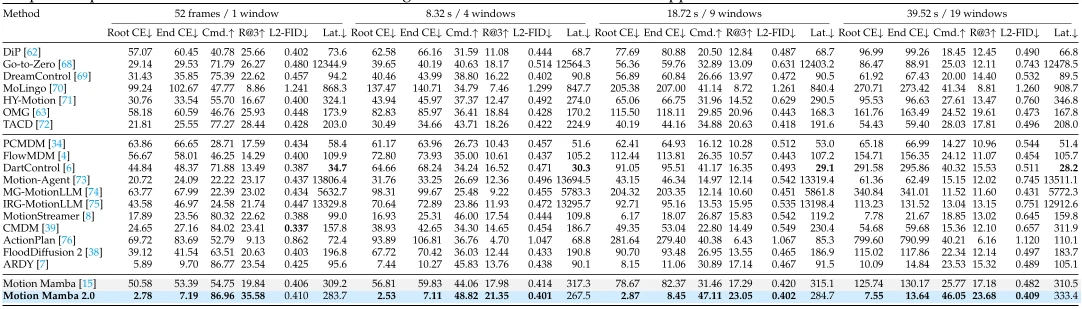 Method 52 frames / 1 window 8.32 s / 4 windows 18.72 s / 9 windows 39.52 s / 19 windows
Root CE↓ End CE↓ Cmd.↑ R@3↑ L2-FID↓ Lat.↓ Root CE↓ End CE↓ Cmd.↑ R@3↑ L2-FID↓ Lat.↓ Root CE↓ End CE↓ Cmd.↑ R@3↑ L2-FID↓ Lat.↓ Root CE↓ End CE↓ Cmd.↑ R@3↑ L2-FID↓ Lat.↓
DiP [62] 57.07 60.45 40.78 25.66 0.402 73.6 62.58 66.16 31.59 11.08 0.444 68.7 77.69 80.88 20.50 12.84 0.487 68.7 96.99 99.26 18.45 12.45 0.490 66.8
Go-to-Zero [68] 29.14 29.53 71.79 26.27 0.480 12344.9 39.65 40.19 40.63 18.17 0.514 12564.3 56.36 59.76 32.89 13.09 0.631 12403.2 86.47 88.91 25.03 12.11 0.743 12478.5
DreamControl [69] 31.43 35.85 75.39 22.62 0.457 94.2 40.46 43.99 38.80 16.22 0.402 90.8 56.89 60.84 26.66 13.97 0.472 90.5 61.92 67.43 20.00 14.40 0.532 89.5
MoLingo [70] 99.24 102.67 47.77 8.86 1.241 868.3 137.47 140.71 34.79 7.46 1.299 847.7 205.38 207.00 41.14 8.72 1.261 840.4 270.71 273.42 41.34 8.81 1.260 908.7
HY-Motion [71] 30.76 33.54 55.70 16.67 0.400 324.1 43.94 45.97 37.37 12.47 0.492 274.0 65.06 66.75 31.96 14.52 0.629 290.5 95.53 96.63 27.61 13.47 0.760 346.8
OMG [63] 58.18 60.59 46.76 25.93 0.448 173.9 82.83 85.97 36.41 18.84 0.428 170.2 115.50 118.11 29.85 20.96 0.443 168.3 161.76 163.49 24.52 19.61 0.473 167.8
TACD [72] 21.81 25.55 77.27 28.44 0.428 203.0 30.49 34.66 43.71 18.26 0.422 224.9 40.19 44.16 34.88 20.63 0.418 191.6 54.43 59.40 28.03 17.81 0.496 208.0
PCMDM [34] 63.86 66.65 28.71 17.59 0.434 58.4 61.17 63.96 26.73 10.43 0.457 51.6 62.41 64.93 16.12 10.28 0.512 53.0 65.18 66.99 14.27 10.96 0.544 51.4
FlowMDM [4] 56.67 58.01 46.25 14.29 0.400 109.9 72.80 73.93 35.00 10.61 0.437 105.2 112.44 113.81 26.35 10.57 0.443 107.2 154.71 156.35 24.12 11.07 0.454 105.7
DartControl [6] 44.84 48.37 71.88 13.49 0.387 34.7 64.66 68.24 34.24 16.52 0.471 30.3 91.05 95.51 41.17 16.35 0.493 29.1 291.58 295.86 40.32 15.53 0.511 28.2
Motion-Agent [73] 20.72 24.09 22.22 23.17 0.437 13806.4 31.76 33.25 26.69 12.36 0.496 13694.5 43.15 46.34 14.97 12.14 0.542 13319.4 61.36 62.49 15.15 12.02 0.745 13511.1
MG-MotionLLM [74] 63.77 67.99 22.39 23.02 0.434 5632.7 98.31 99.67 25.48 9.22 0.455 5783.3 204.32 203.35 12.14 10.60 0.451 5861.8 340.84 341.01 11.52 11.60 0.431 5772.3
IRG-MotionLLM [75] 43.58 46.97 24.58 21.74 0.447 13329.8 70.64 72.89 23.86 11.93 0.472 13295.7 92.71 95.16 13.53 15.95 0.535 13198.4 113.23 131.52 13.04 13.15 0.751 12912.6
MotionStreamer [8] 17.89 23.56 80.32 22.62 0.388 99.0 16.93 25.31 46.00 17.54 0.444 109.8 6.17 18.07 26.87 15.83 0.542 119.2 7.78 21.67 18.85 13.02 0.645 159.8
CMDM [39] 24.65 27.16 84.02 23.41 0.337 157.8 38.93 42.65 34.30 14.65 0.454 186.7 49.35 53.04 22.80 14.49 0.549 230.4 54.68 59.68 15.36 12.10 0.657 311.9
ActionPlan [76] 69.72 83.69 52.79 9.13 0.862 72.4 93.89 106.81 36.76 4.70 1.047 68.8 281.64 279.40 40.38 6.43 1.067 85.3 799.60 790.99 40.21 6.16 1.120 110.1
FloodDiffusion 2 [38] 39.12 41.54 63.51 20.63 0.403 196.8 67.72 70.42 36.03 12.44 0.433 190.8 90.70 93.48 26.95 13.55 0.465 186.9 115.02 117.86 22.34 12.14 0.497 183.7
ARDY [7] 5.89 9.70 86.77 23.54 0.425 95.6 7.44 10.27 45.83 13.76 0.438 90.1 8.15 11.06 30.89 17.14 0.467 91.5 10.09 14.84 23.53 15.32 0.489 105.1
Motion Mamba [15] 50.58 53.39 54.75 19.84 0.406 309.2 56.81 59.83 44.06 17.98 0.414 317.3 78.67 82.37 31.46 17.29 0.420 315.1 125.74 130.17 25.77 17.18 0.482 310.5
Motion Mamba 2.0 2.78 7.19 86.96 35.58 0.410 283.7 2.53 7.11 48.82 21.35 0.401 267.5 2.87 8.45 47.11 23.05 0.402 284.7 7.55 13.64 46.05 23.68 0.409 333.4